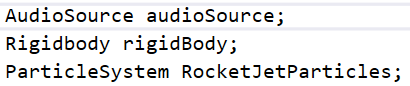 AudioSource audioSource;
Rigidbody rigidBody;
ParticleSystem RocketJetParticles;